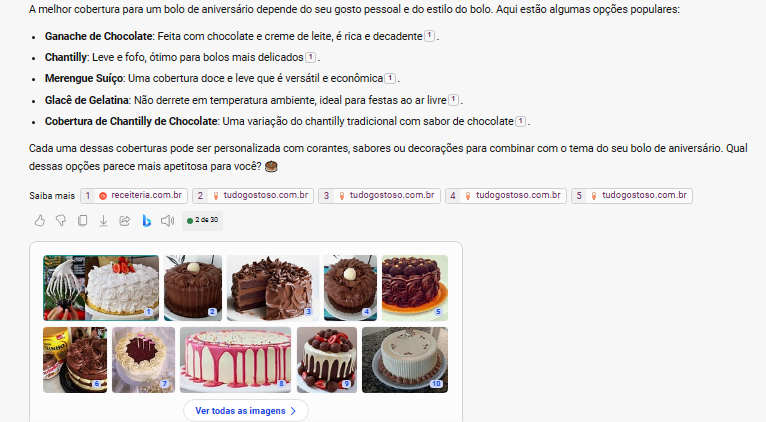 A melhor cobertura para um bolo de aniversário depende do seu gosto pessoal e do estilo do bolo. Aqui estão algumas opções populares:
• Ganache de Chocolate: Feita com chocolate e creme de leite, é rica e decadente 1 .
• Chantilly: Leve e fofo, ótimo para bolos mais delicados 1 .
• Merengue Suíço: Uma cobertura doce e leve que é versátil e econômica 1 .
• Glacê de Gelatina: Não derrete em temperatura ambiente, ideal para festas ao ar livre 1 .
• Cobertura de Chantilly de Chocolate: Uma variação do chantilly tradicional com sabor de chocolate 1 .
Cada uma dessas coberturas pode ser personalizada com corantes, sabores ou decorações para combinar com o tema do seu bolo de aniversário. Qual
dessas opções parece mais apetitosa para você?
Saiba mais 1 receiteria.com.br 2 tudogostoso.com.br 3 tudogostoso.com.br 4 tudogostoso.com.br 5 tudogostoso.com.br
2 de 30
1 2 3 4 5
6 7 8 9 10
Ver todas as imagens >